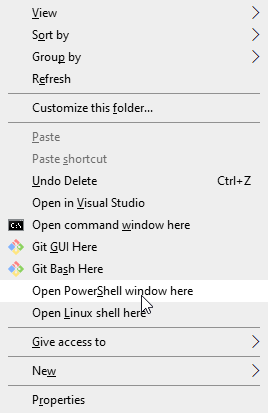 View
Sort by
Group by
Refresh
Customize this folder...
Paste
Paste shortcut
Undo Delete Ctrl+Z
Open in Visual Studio
Open command window here
Git GUI Here
Git Bash Here
Open PowerShell window here
Open Linux shell here
Give access to
New
Properties